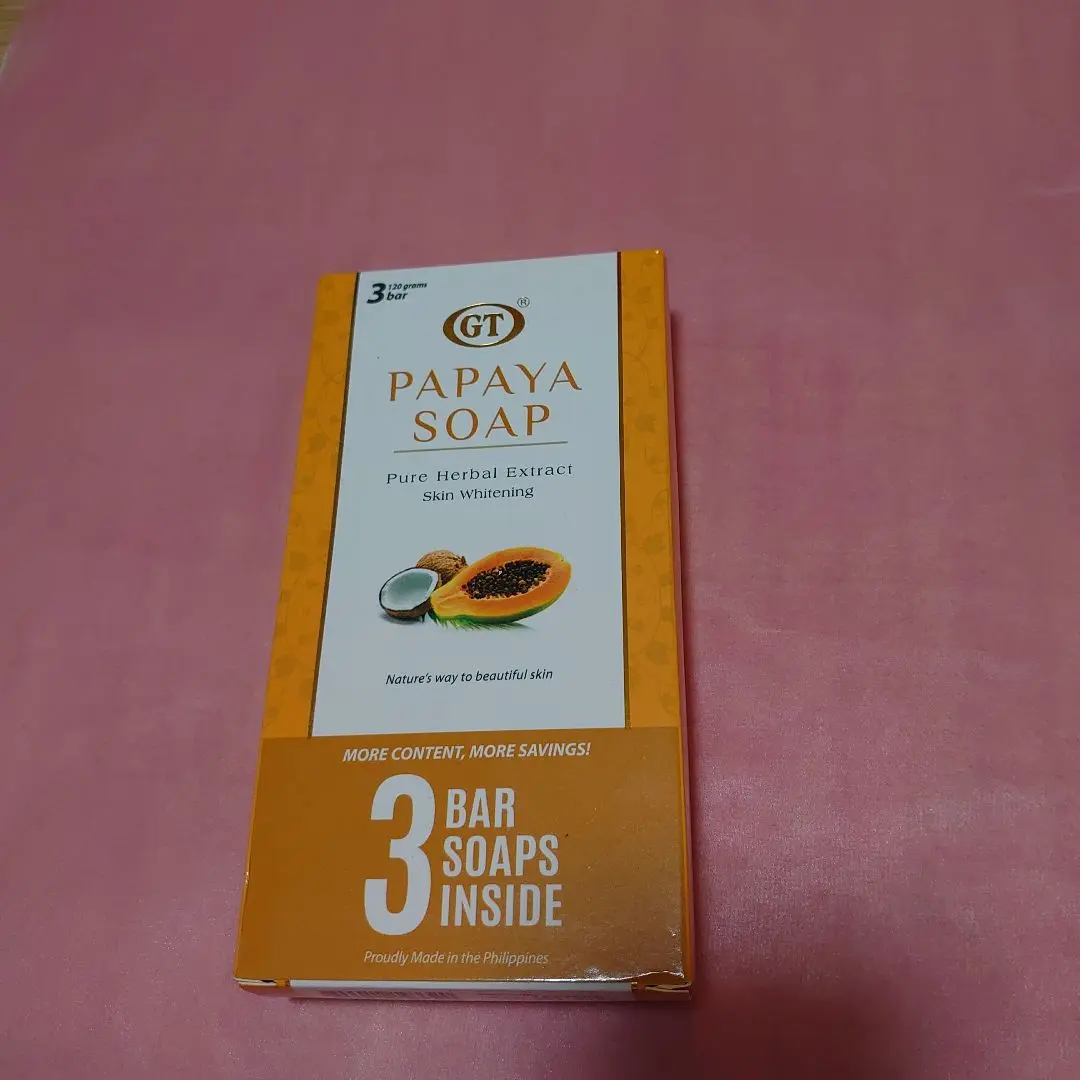 3 120 grams
bar
GT®
PAPAYA
SOAP
Pure Herbal Extract
Skin Whitening
Nature's way to beautiful skin
MORE CONTENT, MORE SAVINGS!
3 BAR
SOAPS
INSIDE
Proudly Made in the Philippines